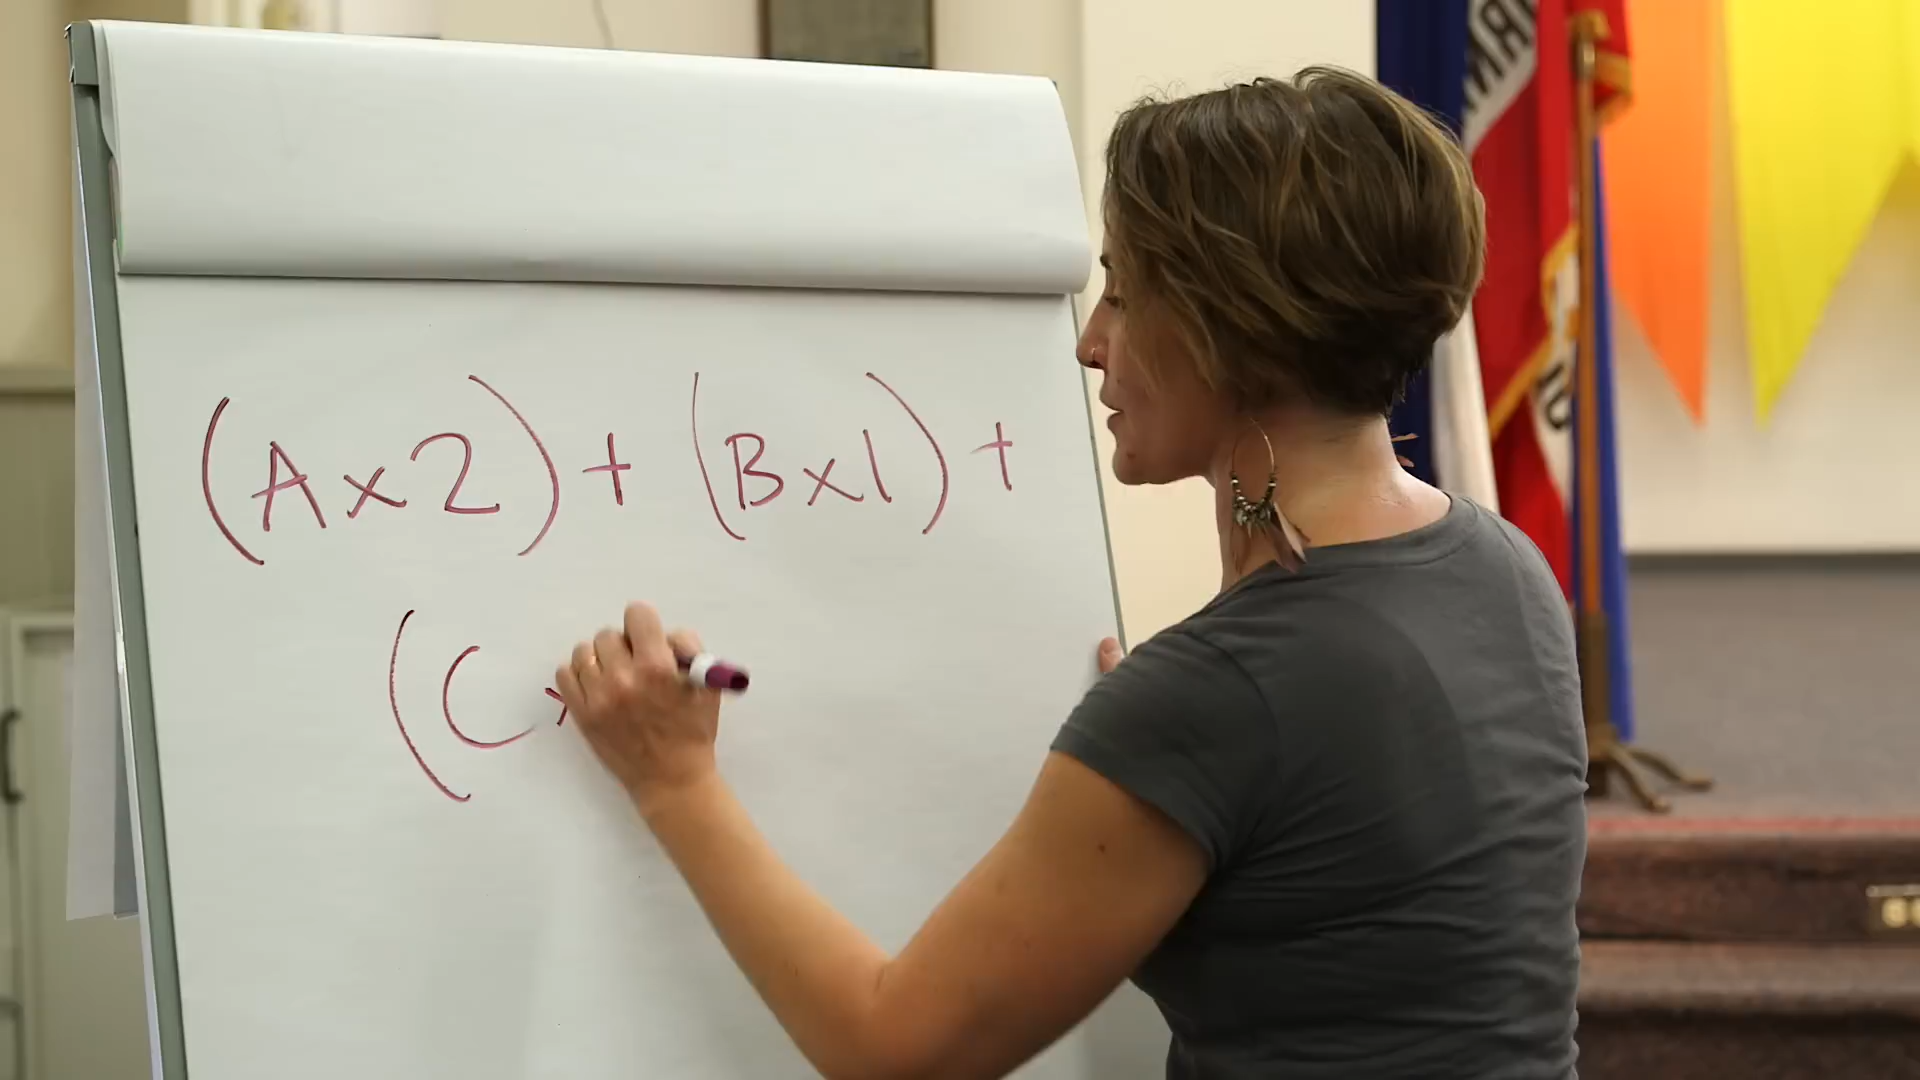 (A x 2) + (B x 1) +
(C x